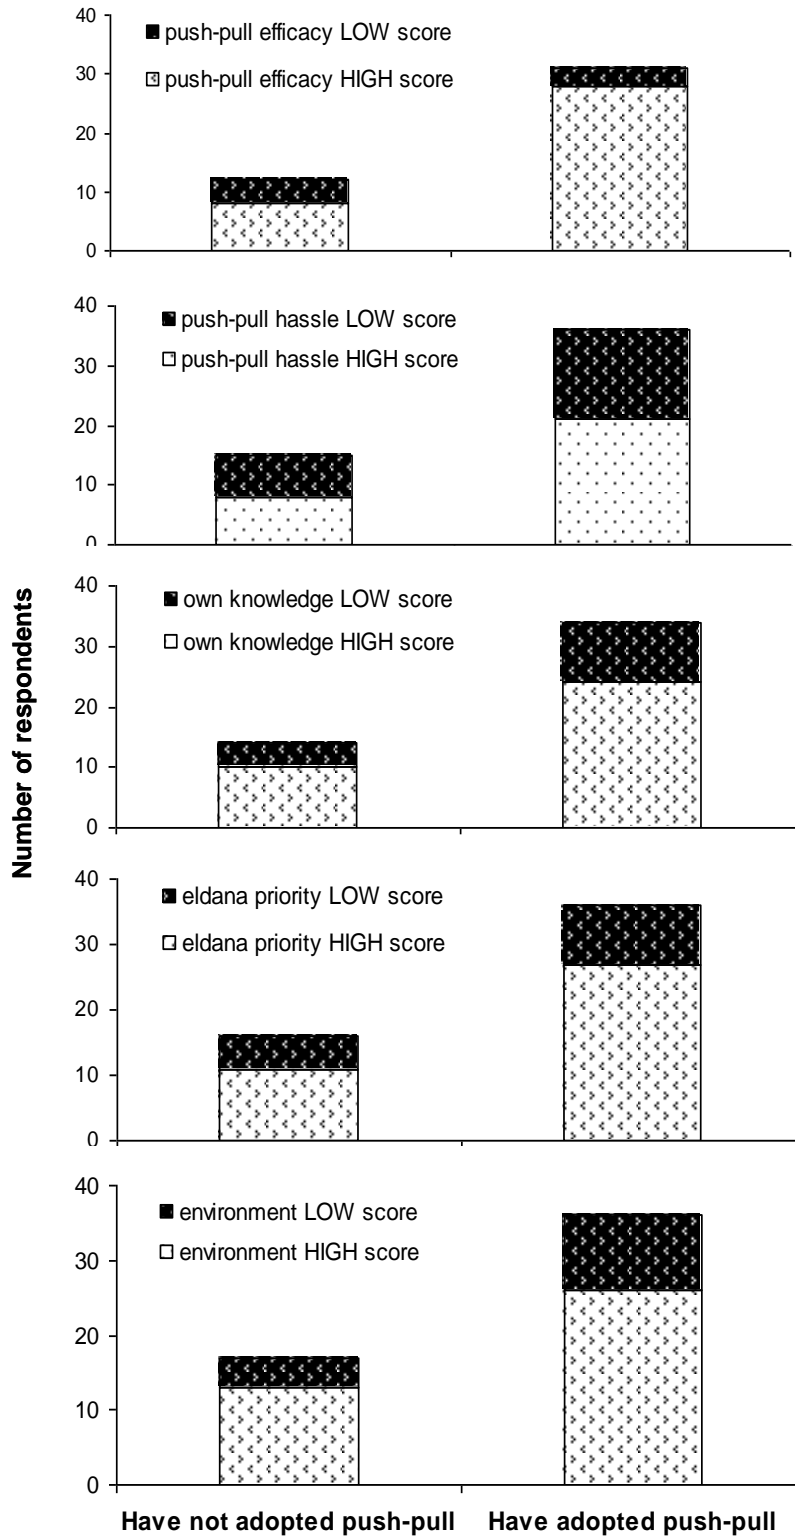 40
push-pull efficacy LOW score
30
push-pull efficacy HIGH score
20
10
0
40
push-pull hassle LOW score
30
push-pull hassle HIGH score
20
10
0
Number of respondents
40
own knowledge LOW score
30
own knowledge HIGH score
20
10
0
40
eldana priority LOW score
30
eldana priority HIGH score
20
10
0
40
environment LOW score
30
environment HIGH score
20
10
0
Have not adopted push-pull Have adopted push-pull